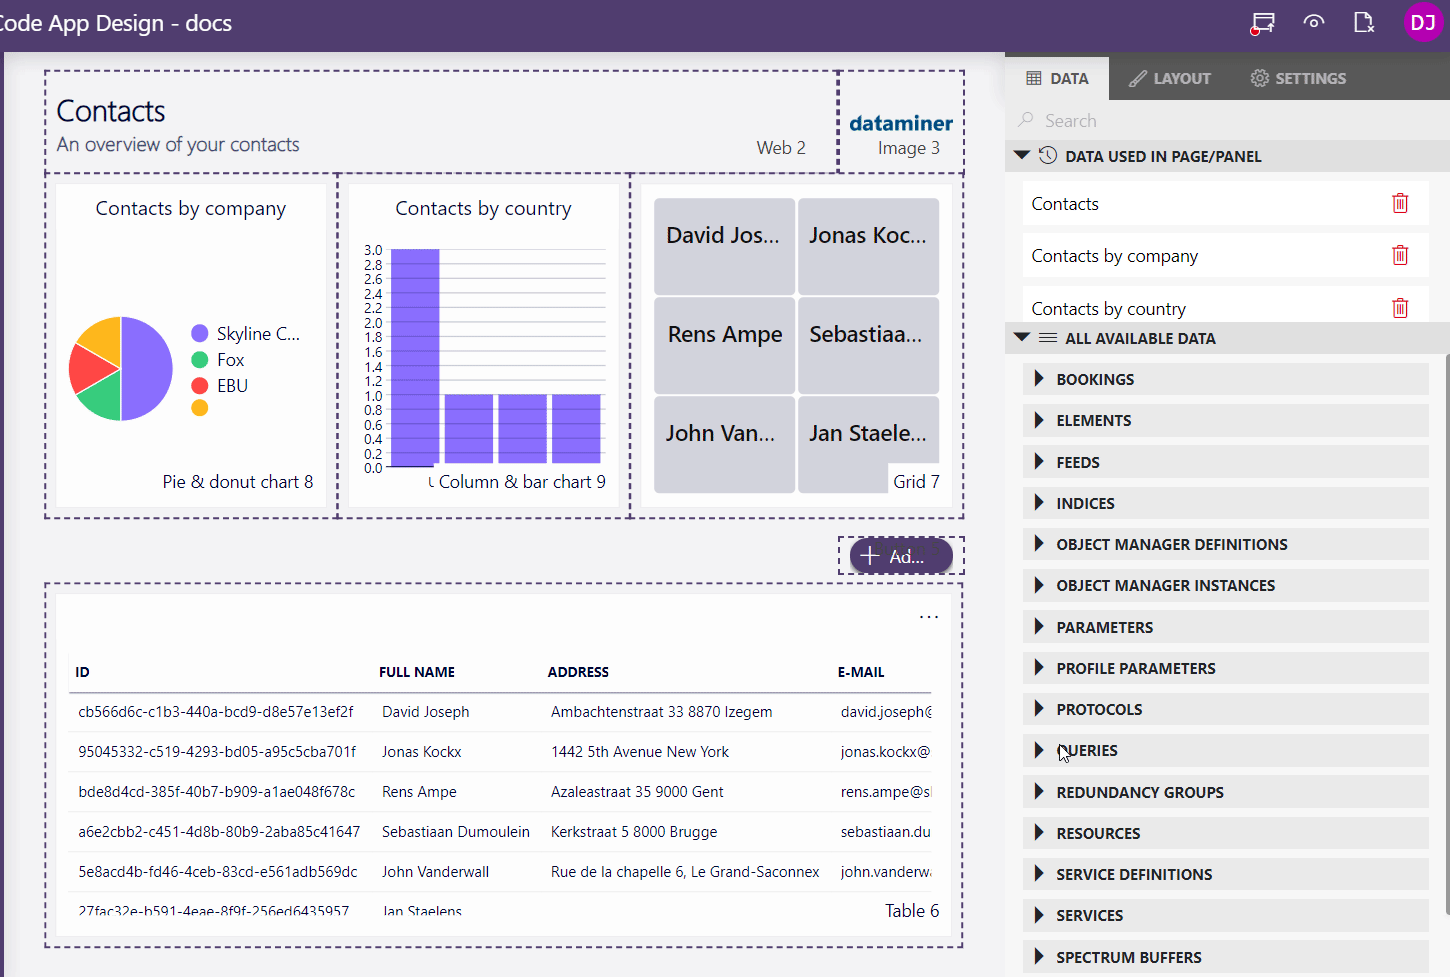 Code App Design - docs
DJ
Contacts
An overview of your contacts
Web 2
dataminer
Image 3
Contacts by company
Skyline C...
Fox
EBU
Pie & donut chart 8
Contacts by country
3.0
2.8
2.6
2.4
2.2
2.0
1.8
1.6
1.4
1.2
1.0
0.8
0.6
0.4
0.2
0.0
Column & bar chart 9
David Jos...
Jonas Koc...
Rens Ampe
Sebastiaa...
John Van...
Jan Staele...
Grid 7
Ad...
...
ID FULL NAME ADDRESS E-MAIL
cb566d6c-c1b3-440a-bcd9-d8e57e13ef2f David Joseph Ambachtenstraat 33 8870 Izegem david.joseph@
95045332-c519-4293-bd05-a95c5cba701f Jonas Kockx 1442 5th Avenue New York jonas.kockx@
bde8d4cd-385f-40b7-b909-a1ae048f678c Rens Ampe Azaleastraat 35 9000 Gent rens.ampe@sl
a6e2cbb2-c451-4d8b-80b9-2aba85c41647 Sebastiaan Dumoulein Kerkstraat 5 8000 Brugge sebastiaan.du
5e8acd4b-fd46-4ceb-83cd-e561adb569dc John Vanderwall Rue de la chapelle 6, Le Grand-Saconnex john.vanderwa
27fac32e-b591-4eae-8f9f-256ed6435957 Jan Staelens
Table 6
DATA LAYOUT SETTINGS
Search
DATA USED IN PAGE/PANEL
Contacts
Contacts by company
Contacts by country
ALL AVAILABLE DATA
BOOKINGS
ELEMENTS
FEEDS
INDICES
OBJECT MANAGER DEFINITIONS
OBJECT MANAGER INSTANCES
PARAMETERS
PROFILE PARAMETERS
PROTOCOLS
QUERIES
REDUNDANCY GROUPS
RESOURCES
SERVICE DEFINITIONS
SERVICES
SPECTRUM BUFFERS